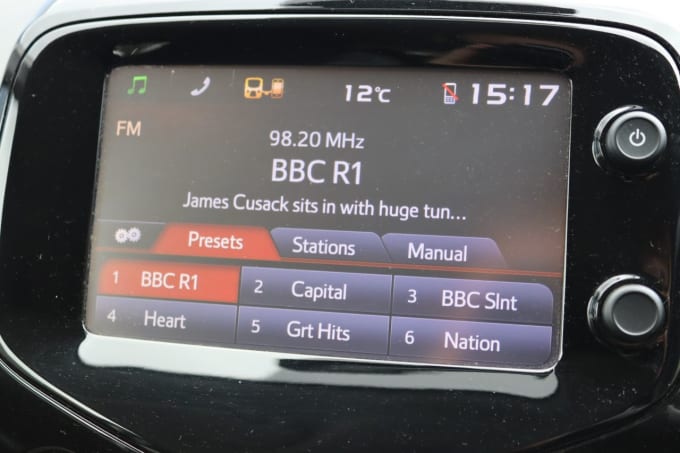 12°C 15:17
FM
98.20 MHz
BBC R1
James Cusack sits in with huge tun...
Presets Stations Manual
1 BBC R1 2 Capital 3 BBC Slnt
4 Heart 5 Grt Hits 6 Nation